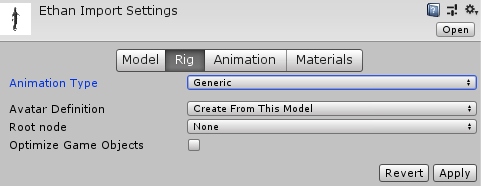 Ethan Import Settings
Open
Model Rig Animation Materials
Animation Type Generic
Avatar Definition Create From This Model
Root node None
Optimize Game Objects
Revert Apply